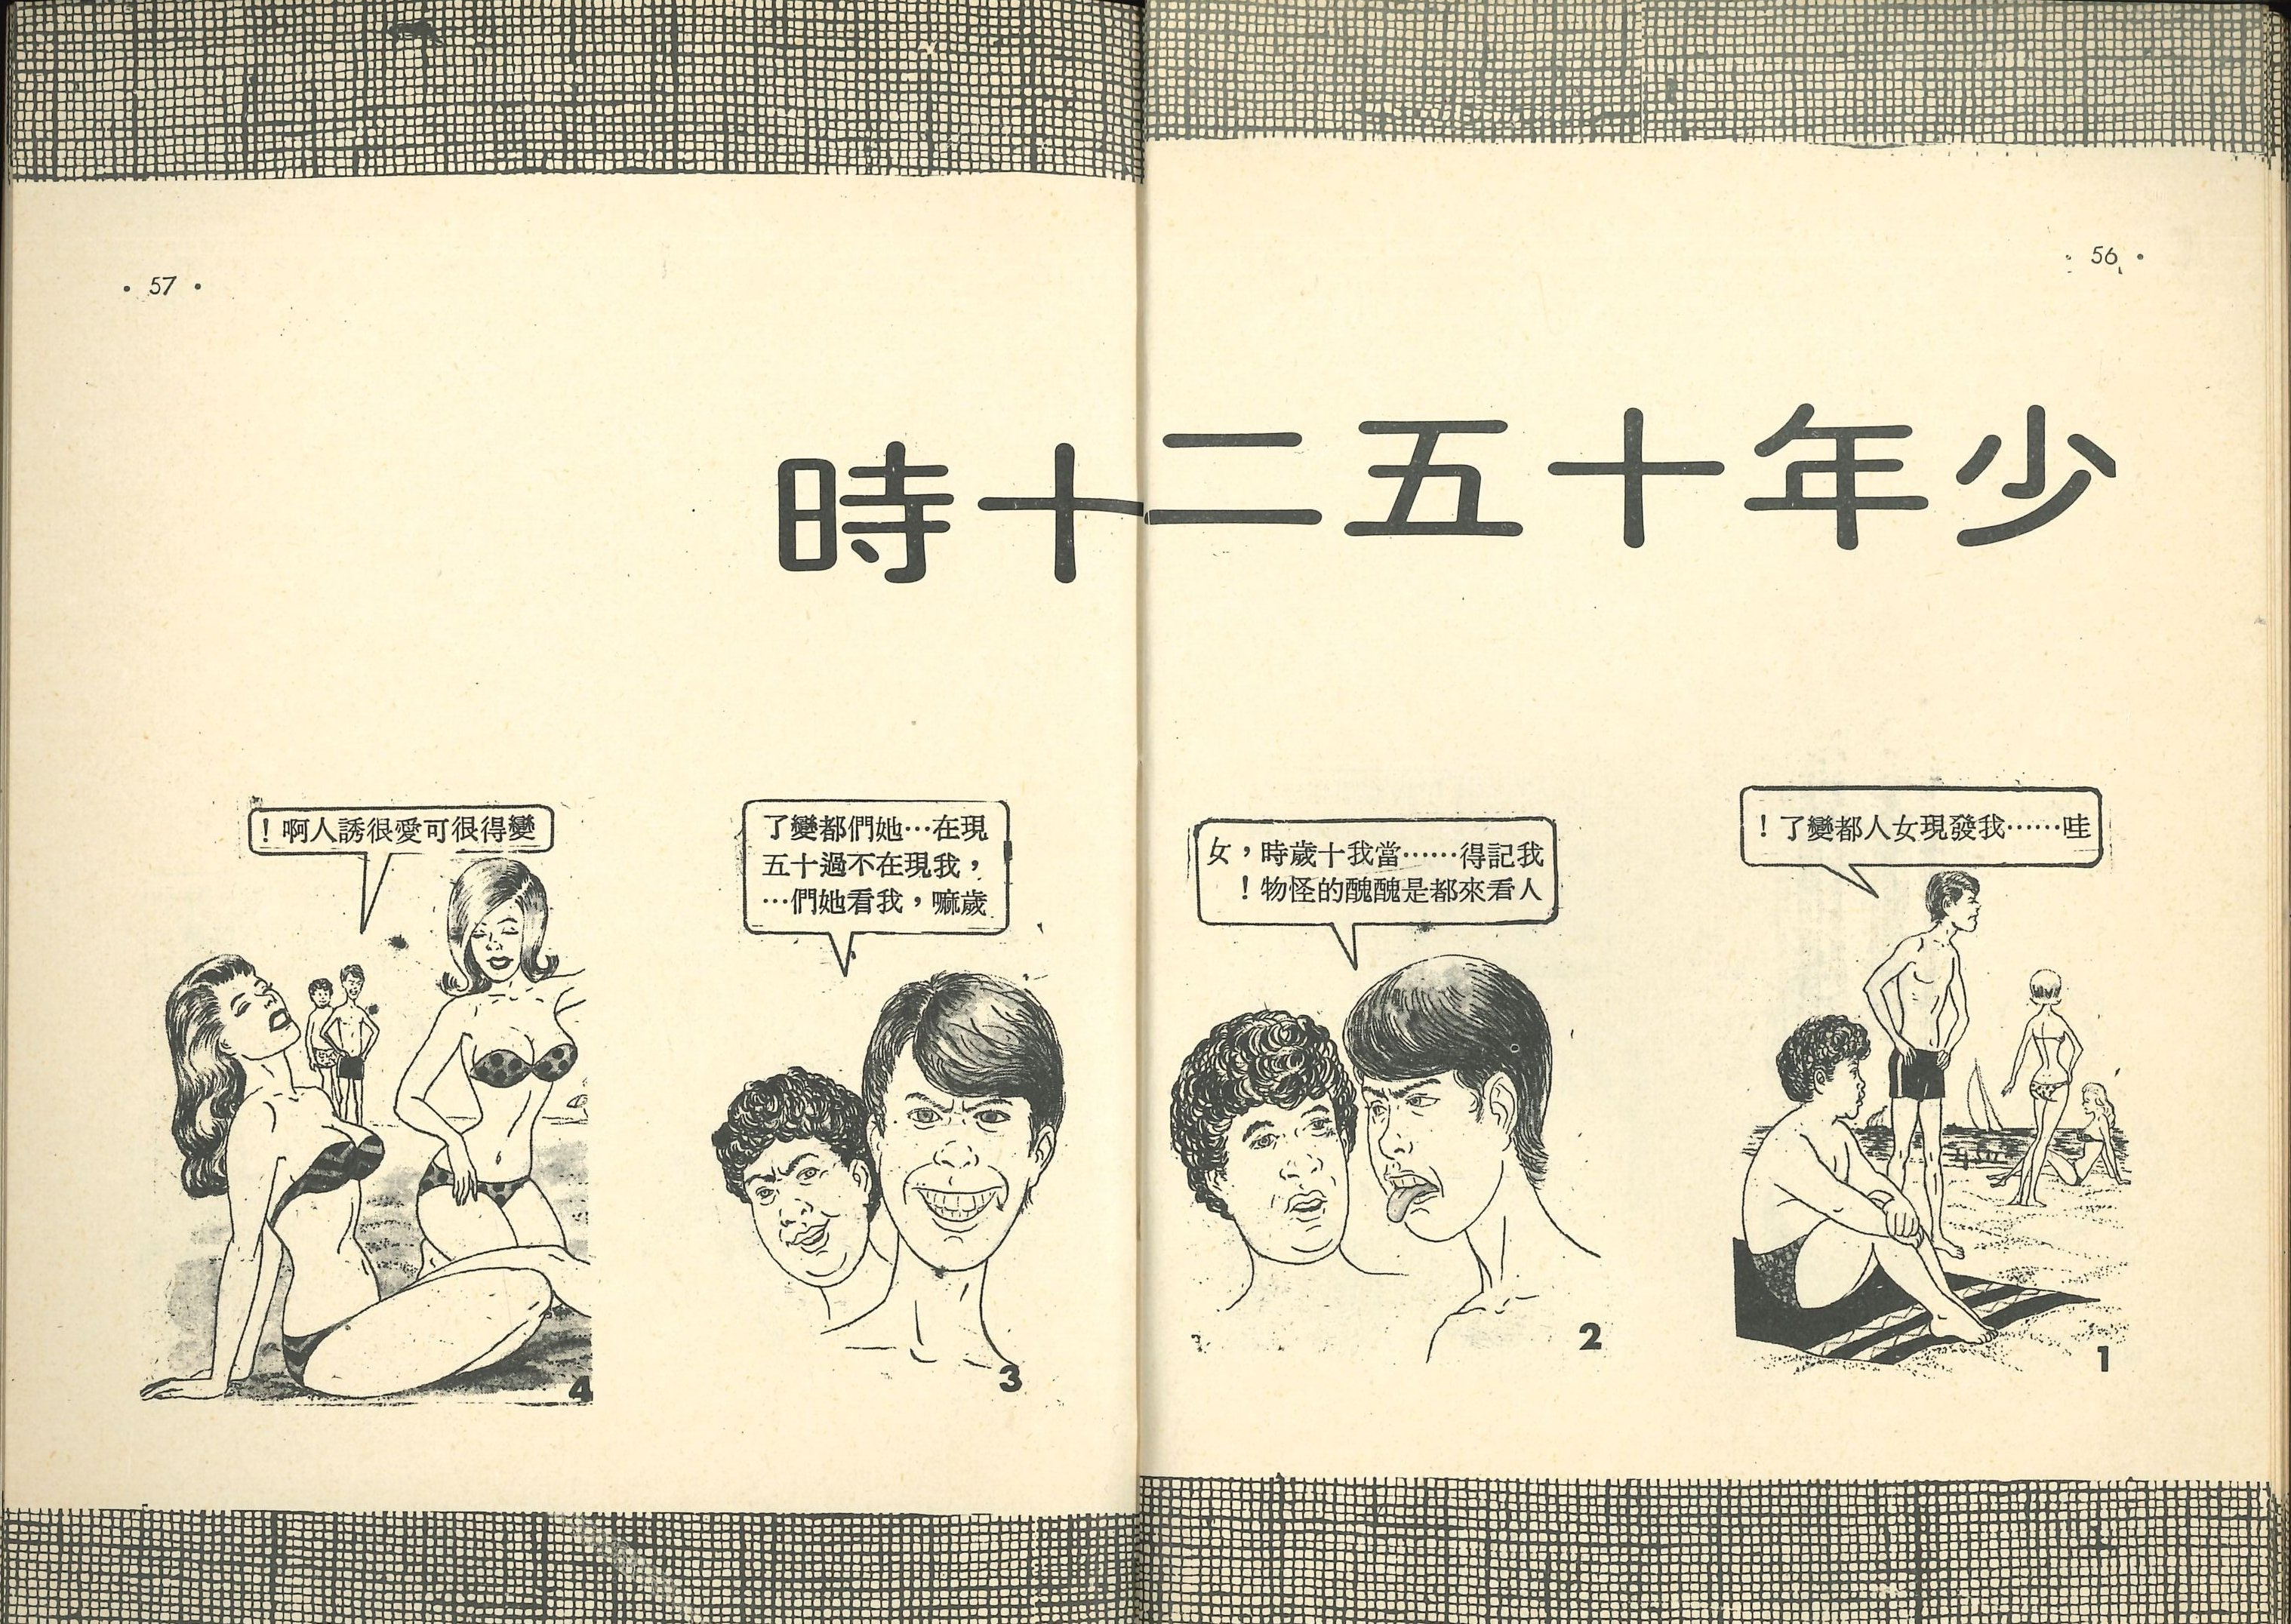 56
少年十五二十時
哇……我發現女人都變了！
1
我記得……當我十歲時，女
人看來都是醜醜的怪物！
2
57
現在…她們都變了
，我現在不過十五
歲嘛，我看她們…
3
變得很可愛很誘人啊！
4